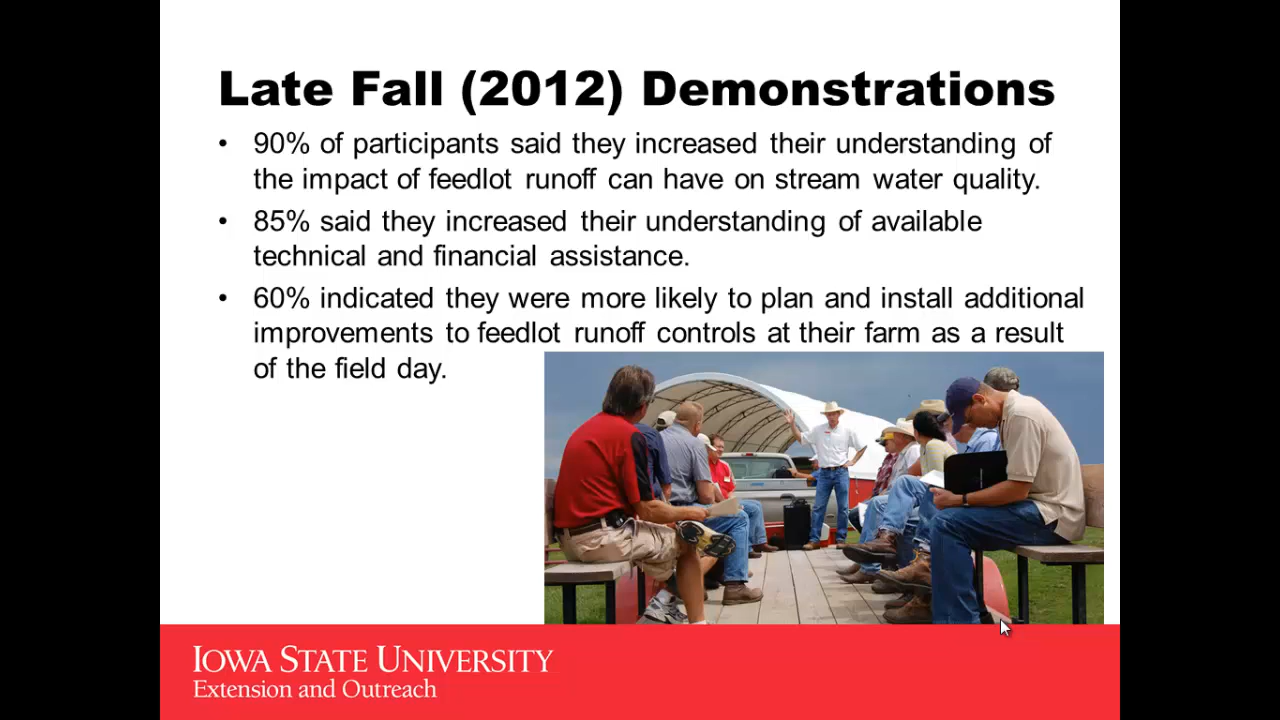 Late Fall (2012) Demonstrations
• 90% of participants said they increased their understanding of
the impact of feedlot runoff can have on stream water quality.
• 85% said they increased their understanding of available
technical and financial assistance.
• 60% indicated they were more likely to plan and install additional
improvements to feedlot runoff controls at their farm as a result
of the field day.
IOWA STATE UNIVERSITY
Extension and Outreach